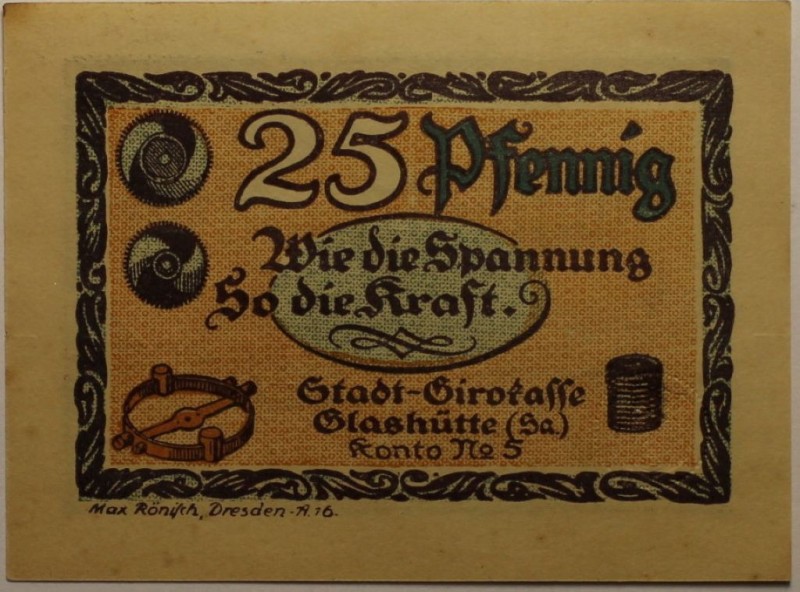 25 Pfennig
Wie die Spannung
So die Kraft.
Stadt-Girokasse
Glashütte (Sa.)
Konto No 5
Max Rönisch, Dresden-A. 16.